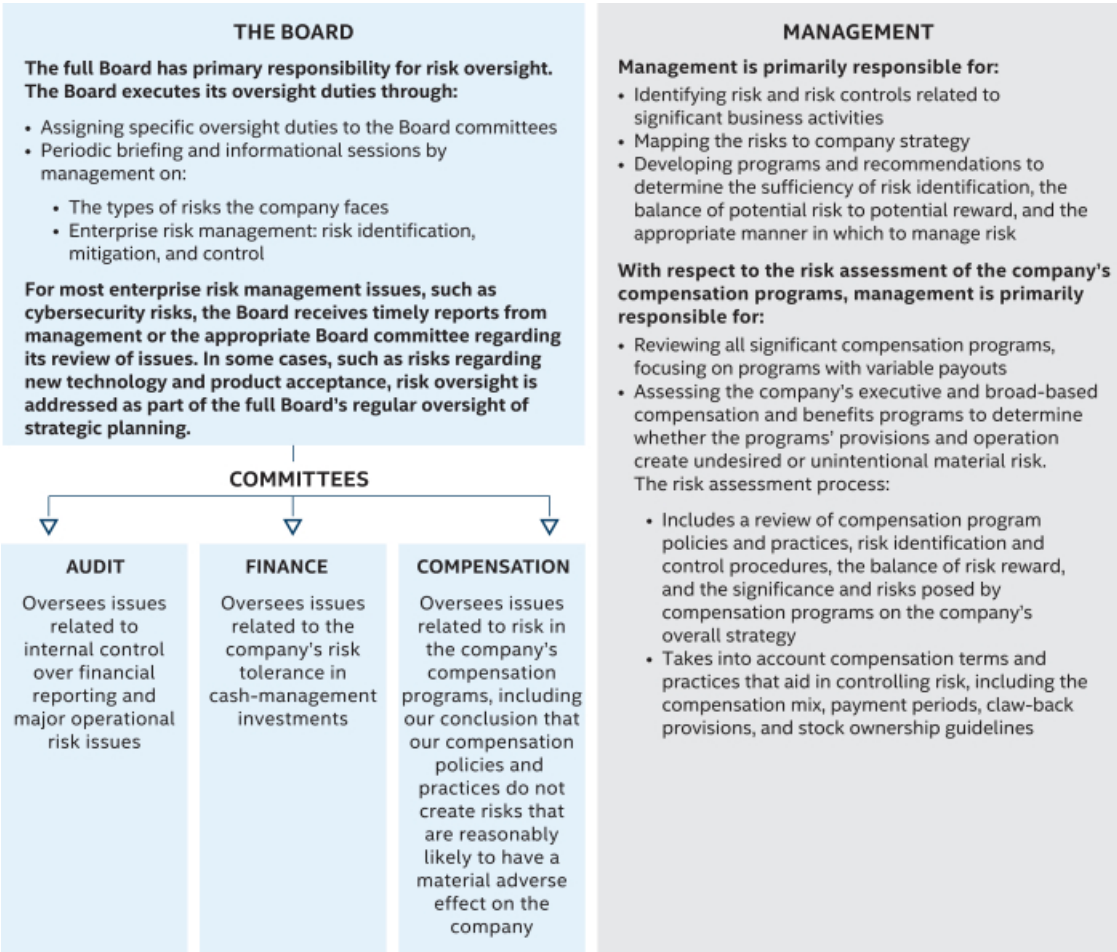 THE BOARD
The full Board has primary responsibility for risk oversight.
The Board executes its oversight duties through:
• Assigning specific oversight duties to the Board committees
• Periodic briefing and informational sessions by
management on:
• The types of risks the company faces
• Enterprise risk management: risk identification,
mitigation, and control
For most enterprise risk management issues, such as
cybersecurity risks, the Board receives timely reports from
management or the appropriate Board committee regarding
its review of issues. In some cases, such as risks regarding
new technology and product acceptance, risk oversight is
addressed as part of the full Board's regular oversight of
strategic planning.
COMMITTEES
AUDIT
Oversees issues
related to
internal control
over financial
reporting and
major operational
risk issues
FINANCE
Oversees issues
related to the
company's risk
tolerance in
cash-management
investments
COMPENSATION
Oversees issues
related to risk in
the company's
compensation
programs, including
our conclusion that
our compensation
policies and
practices do not
create risks that
are reasonably
likely to have a
material adverse
effect on the
company
MANAGEMENT
Management is primarily responsible for:
• Identifying risk and risk controls related to
significant business activities
• Mapping the risks to company strategy
• Developing programs and recommendations to
determine the sufficiency of risk identification, the
balance of potential risk to potential reward, and the
appropriate manner in which to manage risk
With respect to the risk assessment of the company's
compensation programs, management is primarily
responsible for:
• Reviewing all significant compensation programs,
focusing on programs with variable payouts
• Assessing the company's executive and broad-based
compensation and benefits programs to determine
whether the programs' provisions and operation
create undesired or unintentional material risk.
The risk assessment process:
• Includes a review of compensation program
policies and practices, risk identification and
control procedures, the balance of risk reward,
and the significance and risks posed by
compensation programs on the company's
overall strategy
• Takes into account compensation terms and
practices that aid in controlling risk, including the
compensation mix, payment periods, claw-back
provisions, and stock ownership guidelines